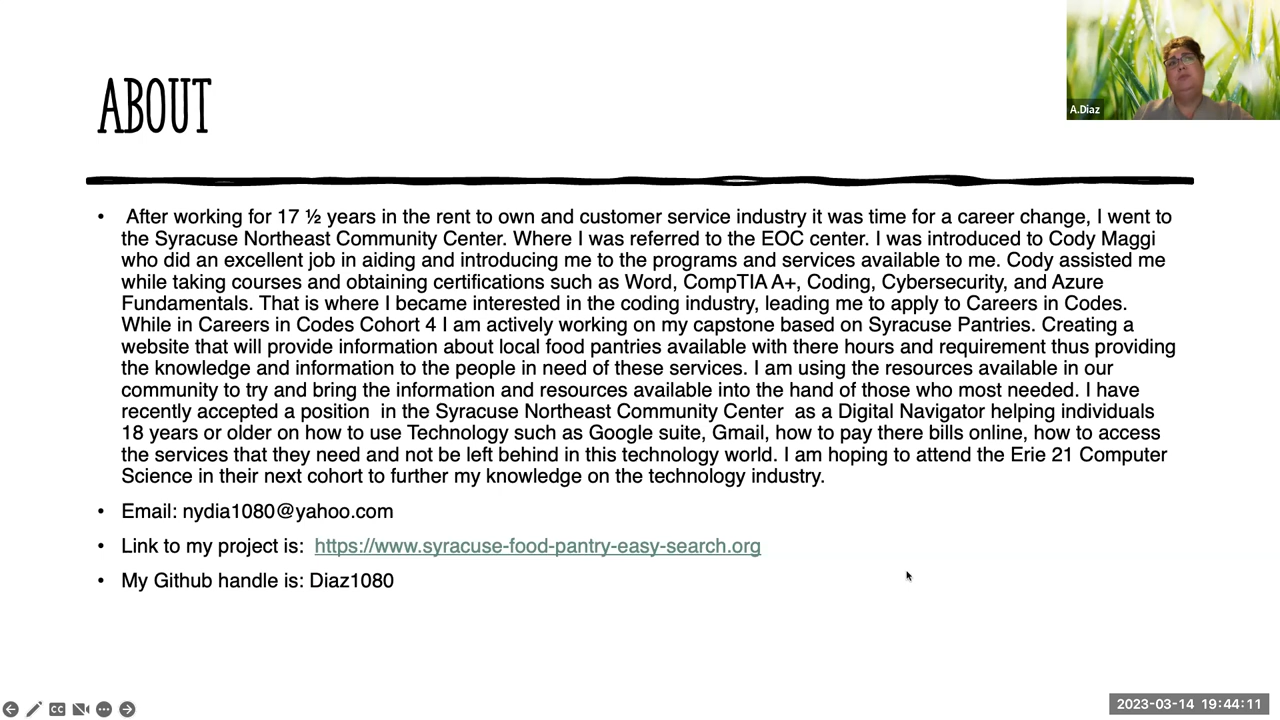 ABOUT
A.Diaz
• After working for 17 ½ years in the rent to own and customer service industry it was time for a career change, I went to
the Syracuse Northeast Community Center. Where I was referred to the EOC center. I was introduced to Cody Maggi
who did an excellent job in aiding and introducing me to the programs and services available to me. Cody assisted me
while taking courses and obtaining certifications such as Word, CompTIA A+, Coding, Cybersecurity, and Azure
Fundamentals. That is where I became interested in the coding industry, leading me to apply to Careers in Codes.
While in Careers in Codes Cohort 4 I am actively working on my capstone based on Syracuse Pantries. Creating a
website that will provide information about local food pantries available with there hours and requirement thus providing
the knowledge and information to the people in need of these services. I am using the resources available in our
community to try and bring the information and resources available into the hand of those who most needed. I have
recently accepted a position in the Syracuse Northeast Community Center as a Digital Navigator helping individuals
18 years or older on how to use Technology such as Google suite, Gmail, how to pay there bills online, how to access
the services that they need and not be left behind in this technology world. I am hoping to attend the Erie 21 Computer
Science in their next cohort to further my knowledge on the technology industry.
• Email: nydia1080@yahoo.com
• Link to my project is: https://www.syracuse-food-pantry-easy-search.org
• My Github handle is: Diaz1080
CC
2023-03-14 19:44:11